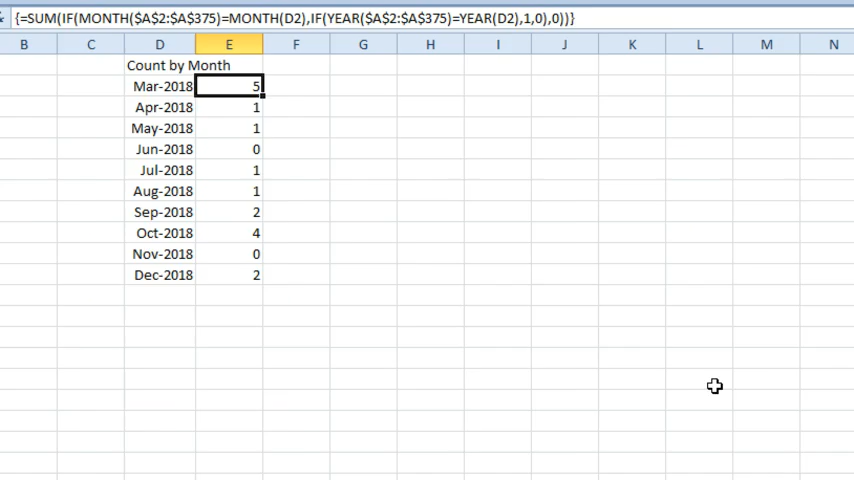 {=SUM(IF(MONTH($A$2:$A$375)=MONTH(D2),IF(YEAR($A$2:$A$375)=YEAR(D2),1,0),0))}
B C D E F G H I J K L M N
Count by Month
Mar-2018 5
Apr-2018 1
May-2018 1
Jun-2018 0
Jul-2018 1
Aug-2018 1
Sep-2018 2
Oct-2018 4
Nov-2018 0
Dec-2018 2